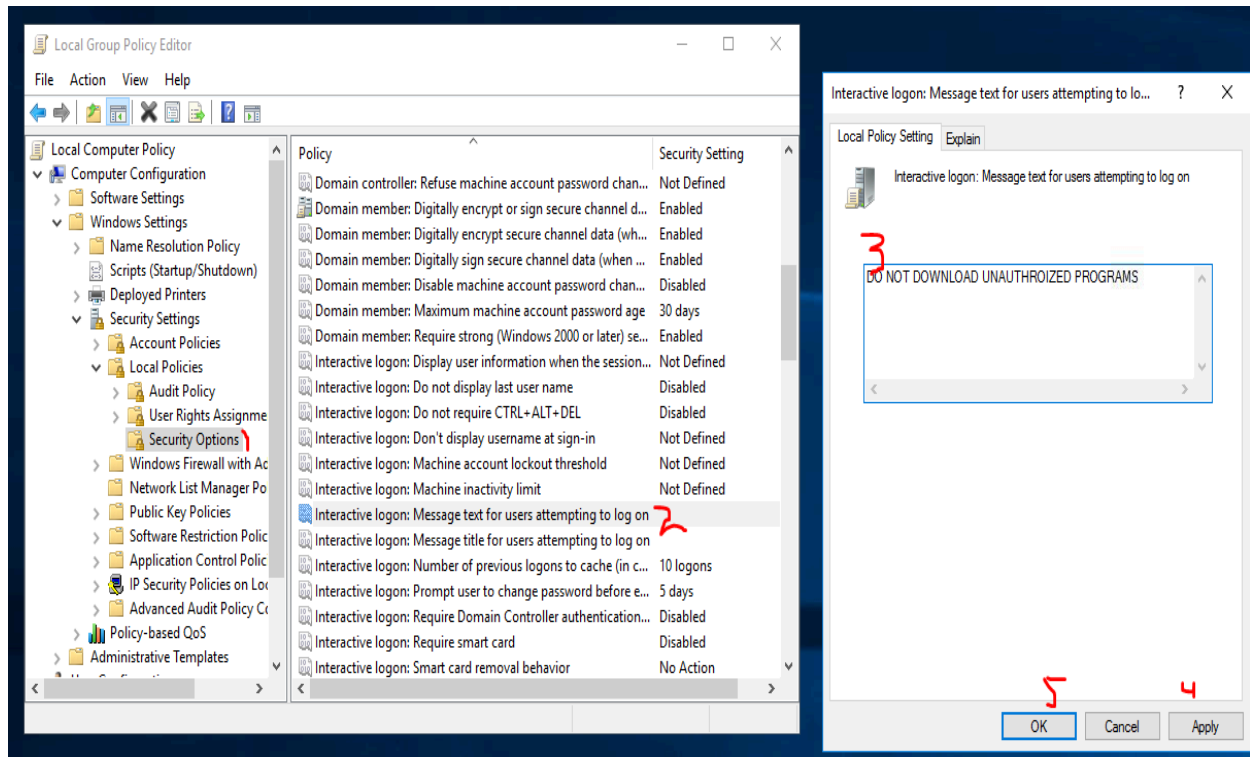 Local Group Policy Editor
File Action View Help
Local Computer Policy
Computer Configuration
Software Settings
Windows Settings
Name Resolution Policy
Scripts (Startup/Shutdown)
Deployed Printers
Security Settings
Account Policies
Local Policies
Audit Policy
User Rights Assignme
Security Options 1
Windows Firewall with Ad
Network List Manager Po
Public Key Policies
Software Restriction Polic
Application Control Polic
IP Security Policies on Loc
Advanced Audit Policy Co
Policy-based QoS
Administrative Templates
Policy Security Setting
Domain controller: Refuse machine account password chan... Not Defined
Domain member: Digitally encrypt or sign secure channel d... Enabled
Domain member: Digitally encrypt secure channel data (wh... Enabled
Domain member: Digitally sign secure channel data (when ... Enabled
Domain member: Disable machine account password chan... Disabled
Domain member: Maximum machine account password age 30 days
Domain member: Require strong (Windows 2000 or later) se... Enabled
Interactive logon: Display user information when the session... Not Defined
Interactive logon: Do not display last user name Disabled
Interactive logon: Do not require CTRL+ALT+DEL Disabled
Interactive logon: Don't display username at sign-in Not Defined
Interactive logon: Machine account lockout threshold Not Defined
Interactive logon: Machine inactivity limit Not Defined
Interactive logon: Message text for users attempting to log on 2
Interactive logon: Message title for users attempting to log on
Interactive logon: Number of previous logons to cache (in c... 10 logons
Interactive logon: Prompt user to change password before e... 5 days
Interactive logon: Require Domain Controller authentication... Disabled
Interactive logon: Require smart card Disabled
Interactive logon: Smart card removal behavior No Action
Interactive logon: Message text for users attempting to lo... ?
Local Policy Setting Explain
Interactive logon: Message text for users attempting to log on
3
DO NOT DOWNLOAD UNAUTHROIZED PROGRAMS
5 4
OK Cancel Apply